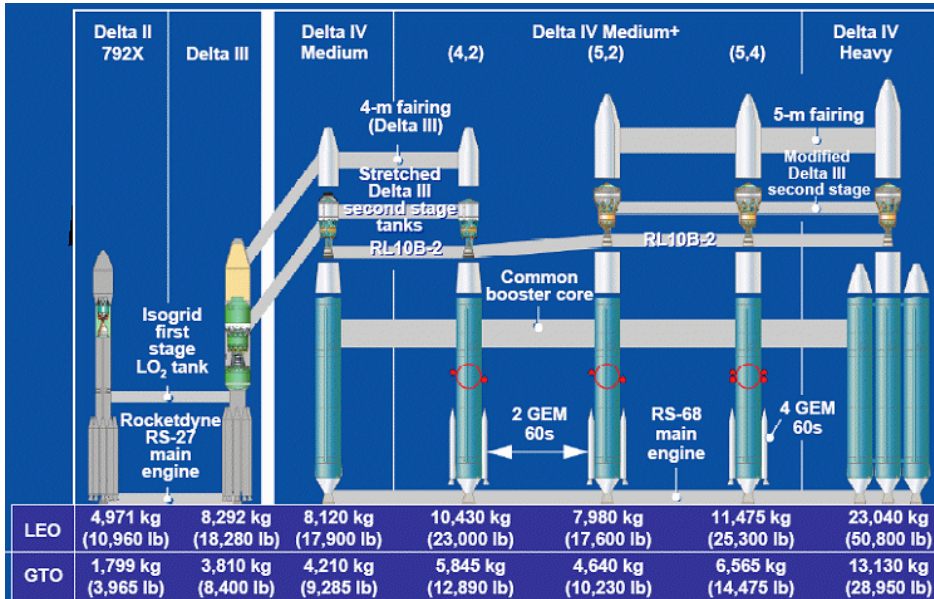 Delta II
792X
Delta III
Delta IV
Medium
Delta IV Medium+
(4,2)
(5,2)
(5,4)
Delta IV
Heavy
4-m fairing
(Delta III)
5-m fairing
Stretched
Delta III
second stage
tanks
Modified
Delta III
second stage
RL10B-2
RL10B-2
Common
booster core
Isogrid
first
stage
LO₂ tank
Rocketdyne
RS-27
main
engine
2 GEM
60s
RS-68
main
engine
4 GEM
60s
LEO
4,971 kg
(10,960 lb)
8,292 kg
(18,280 lb)
8,120 kg
(17,900 lb)
10,430 kg
(23,000 lb)
7,980 kg
(17,600 lb)
11,475 kg
(25,300 lb)
23,040 kg
(50,800 lb)
GTO
1,799 kg
(3,965 lb)
3,810 kg
(8,400 lb)
4,210 kg
(9,285 lb)
5,845 kg
(12,890 lb)
4,640 kg
(10,230 lb)
6,565 kg
(14,475 lb)
13,130 kg
(28,950 lb)